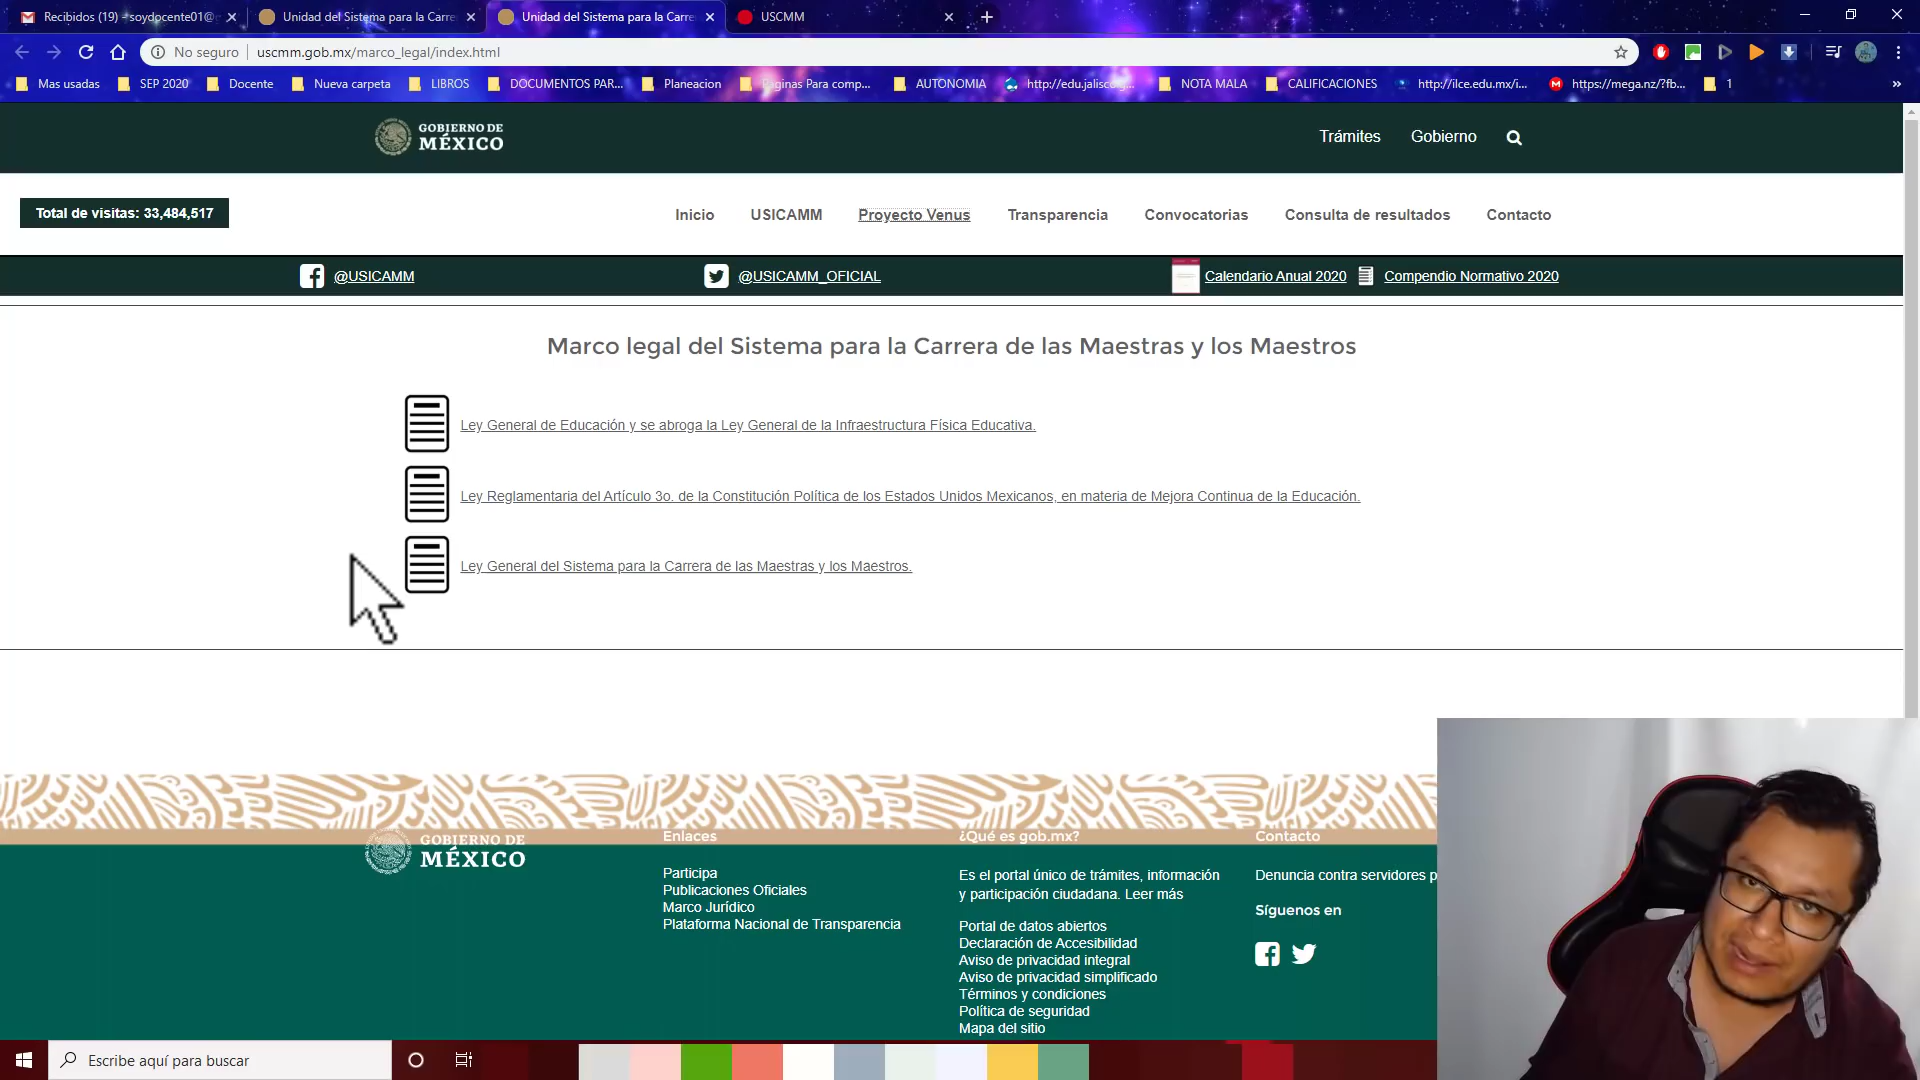 Recibidos (19) - soydocente01@
Unidad del Sistema para la Carre
Unidad del Sistema para la Carre
USCMM
No seguro
uscmm.gob.mx/marco_legal/index.html
Mas usadas
SEP 2020
Docente
Nueva carpeta
LIBROS
DOCUMENTOS PAR...
Planeacion
Paginas Para comp...
AUTONOMIA
http://edu.jalisco.g...
NOTA MALA
CALIFICACIONES
http://ilce.edu.mx/i...
https://mega.nz/?fb...
1
GOBIERNO DE
MÉXICO
Trámites
Gobierno
Total de visitas: 33,484,517
Inicio
USICAMM
Proyecto Venus
Transparencia
Convocatorias
Consulta de resultados
Contacto
@USICAMM
@USICAMM_OFICIAL
Calendario Anual 2020
Compendio Normativo 2020
Marco legal del Sistema para la Carrera de las Maestras y los Maestros
Ley General de Educación y se abroga la Ley General de la Infraestructura Física Educativa.
Ley Reglamentaria del Artículo 3o. de la Constitución Política de los Estados Unidos Mexicanos, en materia de Mejora Continua de la Educación.
Ley General del Sistema para la Carrera de las Maestras y los Maestros.
GOBIERNO DE
MÉXICO
Enlaces
Participa
Publicaciones Oficiales
Marco Jurídico
Plataforma Nacional de Transparencia
¿Qué es gob.mx?
Es el portal único de trámites, información
y participación ciudadana. Leer más
Portal de datos abiertos
Declaración de Accesibilidad
Aviso de privacidad integral
Aviso de privacidad simplificado
Términos y condiciones
Política de seguridad
Mapa del sitio
Contacto
Denuncia contra servidores p
Síguenos en
Escribe aquí para buscar